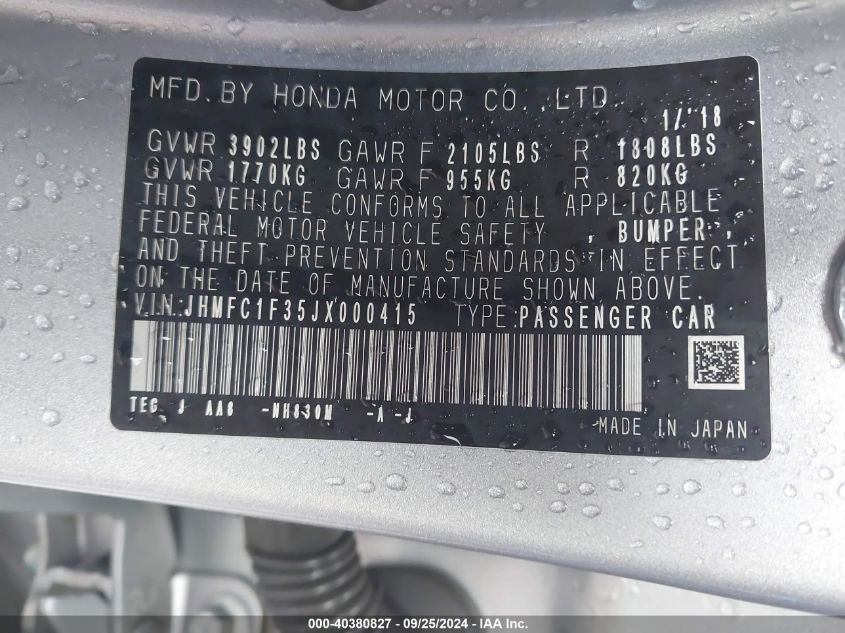 MFD. BY HONDA MOTOR CO., LTD.
1/'18
GVWR 3902LBS GAWR F 2105LBS R 1808LBS
GVWR 1770KG GAWR F 955KG R 820KG
THIS VEHICLE CONFORMS TO ALL APPLICABLE
FEDERAL MOTOR VEHICLE SAFETY , BUMPER ,
AND THEFT PREVENTION STANDARDS IN EFFECT
ON THE DATE OF MANUFACTURE SHOWN ABOVE.
VIN:JHMFC1F35JX000415 TYPE:PASSENGER CAR
TEG J AA8 -NH830M -A-J
MADE IN JAPAN
000-40380827 - 09/25/2024 - IAA Inc.